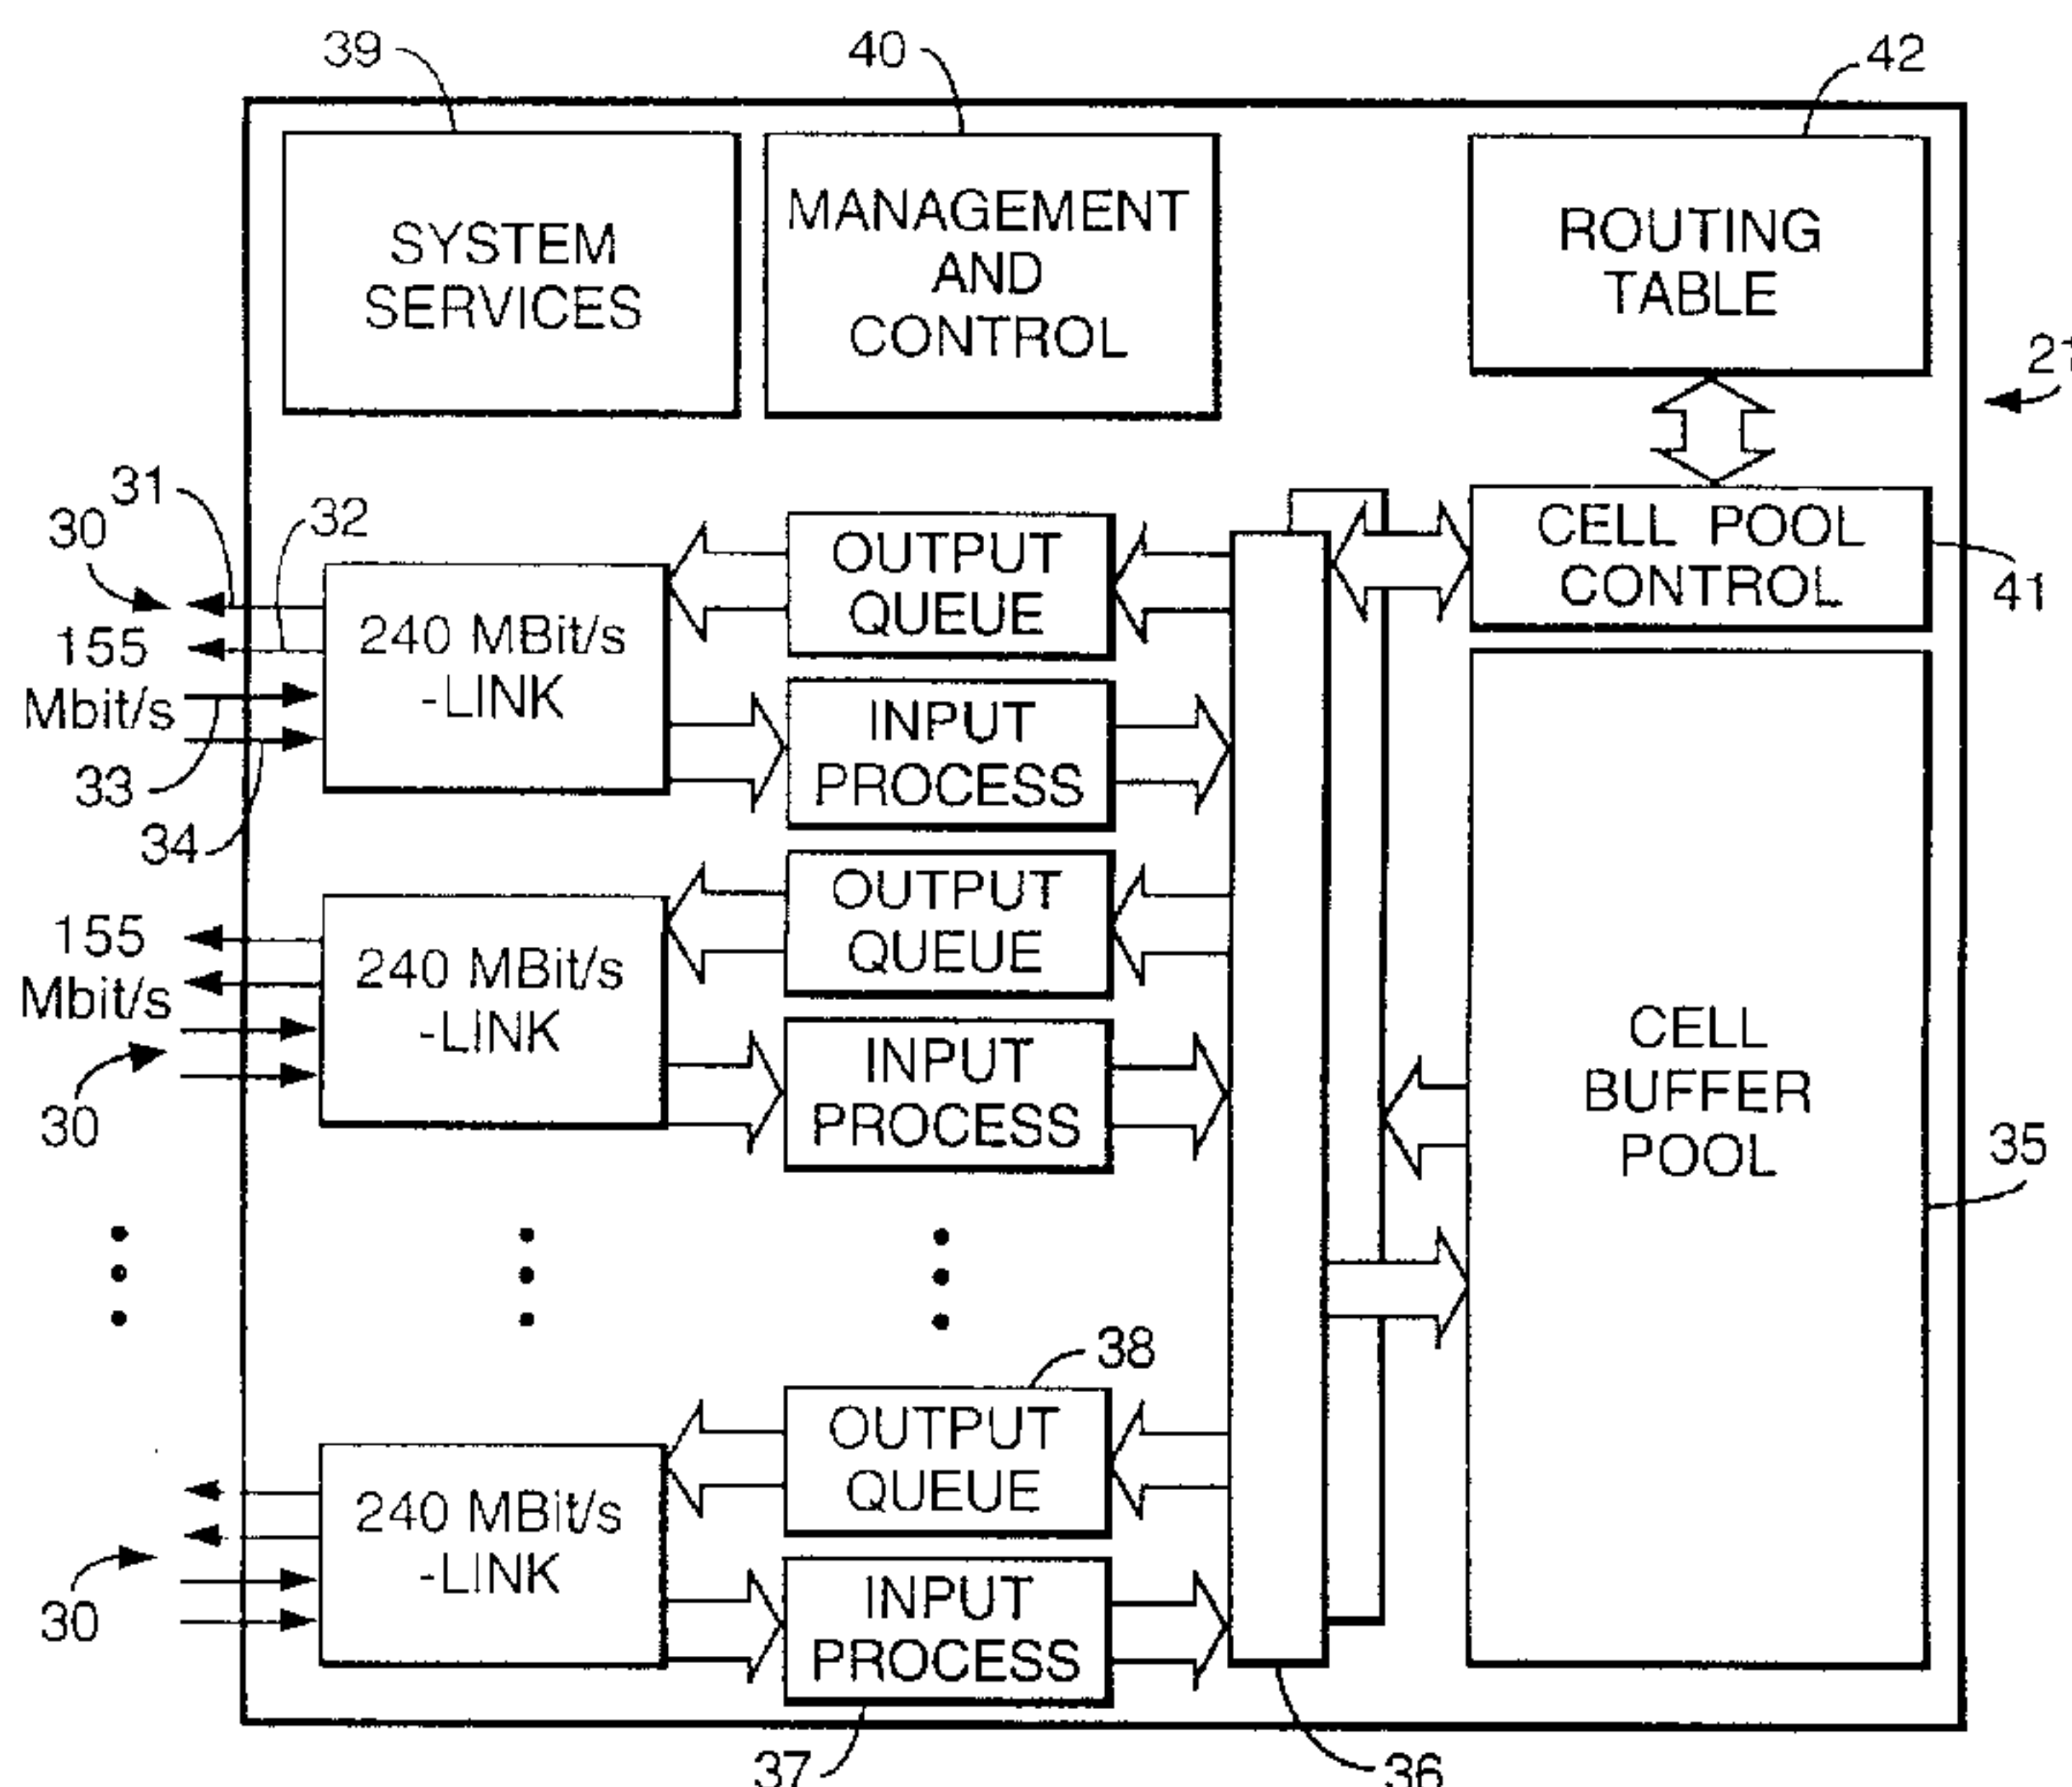 39
40
42
SYSTEM
SERVICES
MANAGEMENT
AND
CONTROL
ROUTING
TABLE
31
30
32
155
Mbit/s
33
34
240 MBit/s
-LINK
OUTPUT
QUEUE
INPUT
PROCESS
CELL POOL
CONTROL
41
155
Mbit/s
30
240 MBit/s
-LINK
OUTPUT
QUEUE
INPUT
PROCESS
CELL
BUFFER
POOL
35
38
30
240 MBit/s
-LINK
OUTPUT
QUEUE
INPUT
PROCESS
37
36